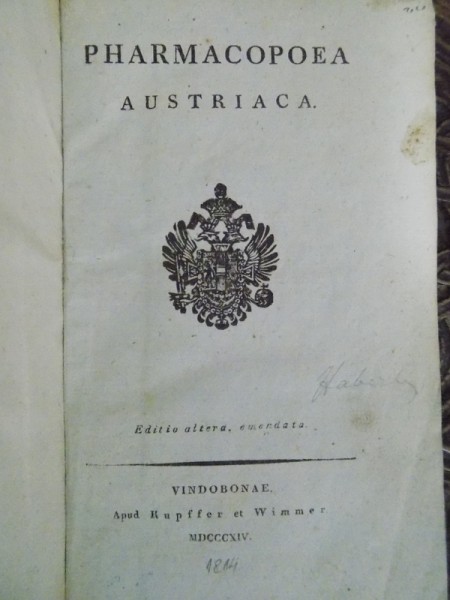 PHARMACOPOEA
AUSTRIACA.
Editio altera, emendata.
VINDOBONAE,
Apud Kupffer et Wimmer
MDCCCXIV.
1814